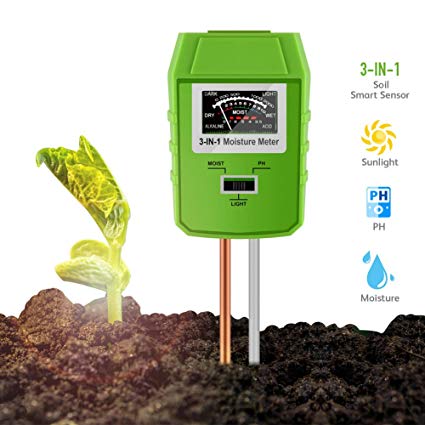 3-IN-1
Soil
Smart Sensor
DARK LIGHT
DRY MOIST WET
ALKALINE ACID
3-IN-1 Moisture Meter
MOIST PH
LIGHT
Sunlight
PH
PH
Moisture